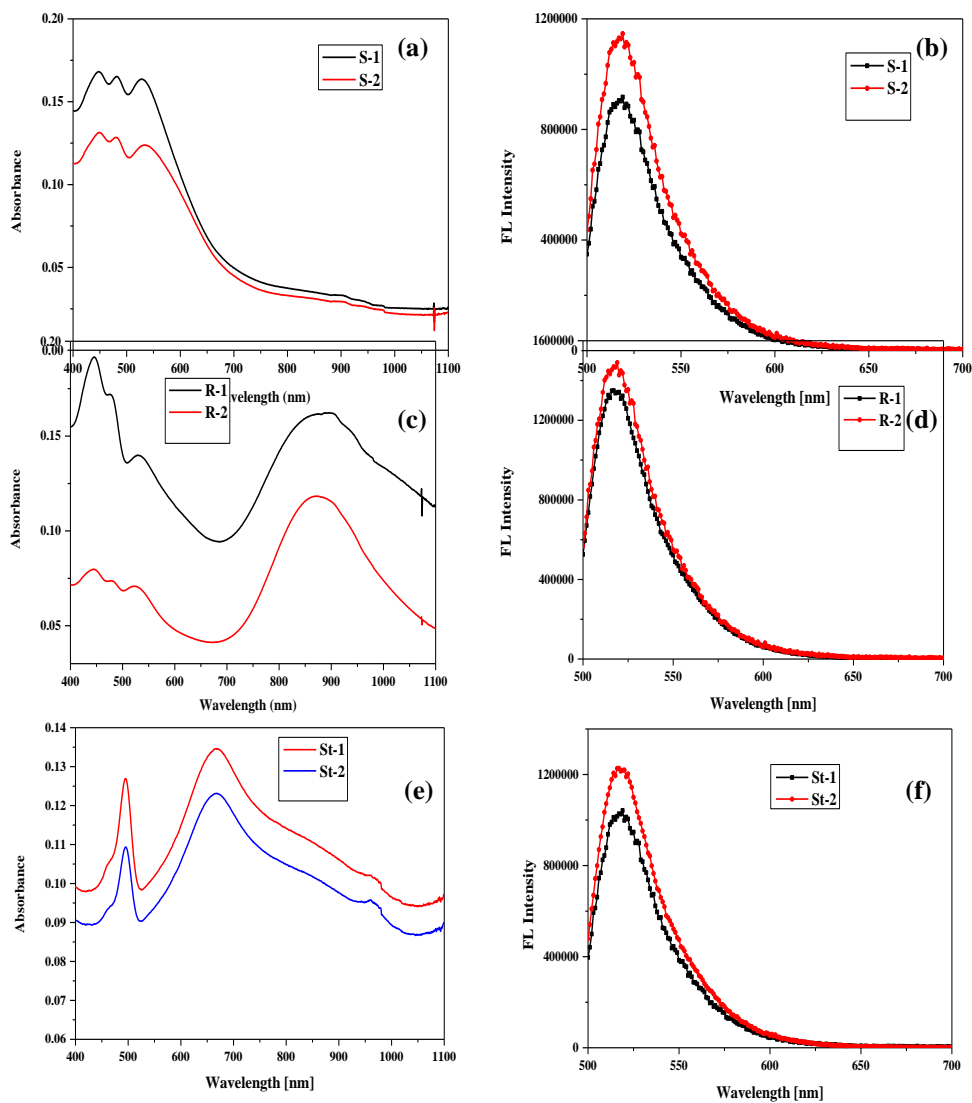 (a)
S-1
S-2
Absorbance
0.20
0.15
0.10
0.05
0.00
400 500 600 700 800 900 1000 1100
velength (nm)
(b)
S-1
S-2
FL Intensity
1200000
800000
400000
0
500 550 600 650 700
Wavelength [nm]
(c)
R-1
R-2
Absorbance
0.20
0.15
0.10
0.05
400 500 600 700 800 900 1000 1100
Wavelength (nm)
(d)
R-1
R-2
FL Intensity
1600000
1200000
800000
400000
0
500 525 550 600 650 700
Wavelength [nm]
(e)
St-1
St-2
Absorbance
0.14
0.13
0.12
0.11
0.10
0.09
0.08
0.07
0.06
400 500 600 700 800 900 1000 1100
Wavelength [nm]
(f)
St-1
St-2
FL Intensity
1200000
800000
400000
0
500 550 600 650 700
Wavelength [nm]